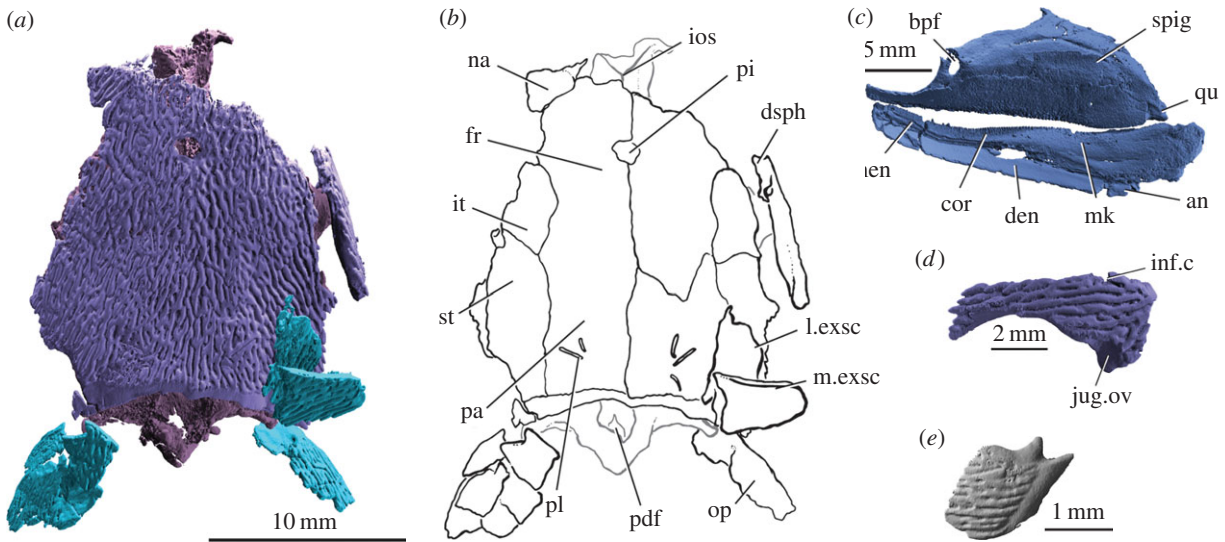 (a)
10 mm
(b)
na
ios
pi
fr
dsph
it
st
l.exsc
m.exsc
pa
pl
pdf
op
(c)
bpf
spig
5 mm
qu
cor
den
mk
an
(d)
inf.c
2 mm
jug.ov
(e)
1 mm